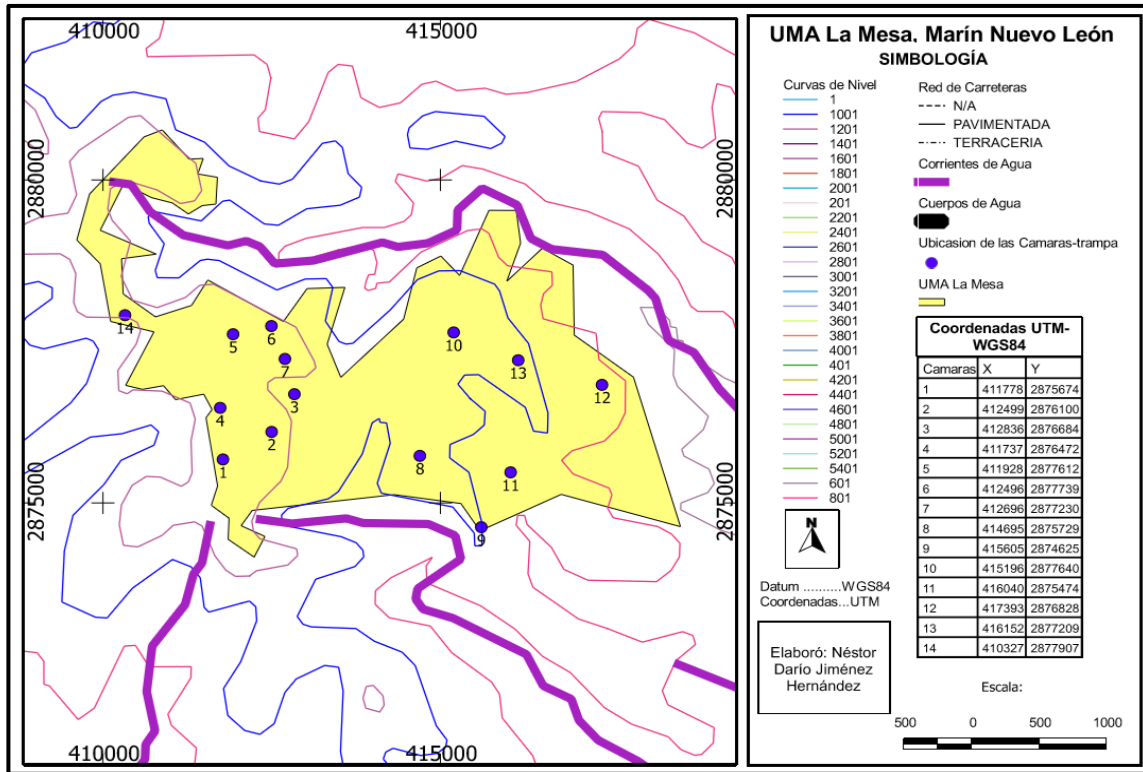 410000
415000
2880000
2880000
2875000
2875000
410000
415000
14
5
6
7
3
4
2
1
10
13
12
8
11
9
UMA La Mesa, Marín Nuevo León
SIMBOLOGÍA
Curvas de Nivel
1
1001
1201
1401
1601
1801
2001
201
2201
2401
2601
2801
3001
3201
3401
3601
3801
4001
401
4201
4401
4601
4801
5001
5201
5401
601
801
Red de Carreteras
N/A
PAVIMENTADA
TERRACERIA
Corrientes de Agua
Cuerpos de Agua
Ubicasion de las Camaras-trampa
UMA La Mesa
Coordenadas UTM-
WGS84
Camaras X Y
1 411778 2875674
2 412499 2876100
3 412836 2876684
4 411737 2876472
5 411928 2877612
6 412496 2877739
7 412696 2877230
8 414695 2875729
9 415605 2874625
10 415196 2877640
11 416040 2875474
12 417393 2876828
13 416152 2877209
14 410327 2877907
N
Datum ..........WGS84
Coordenadas...UTM
Elaboró: Néstor
Darío Jiménez
Hernández
Escala:
500 0 500 1000